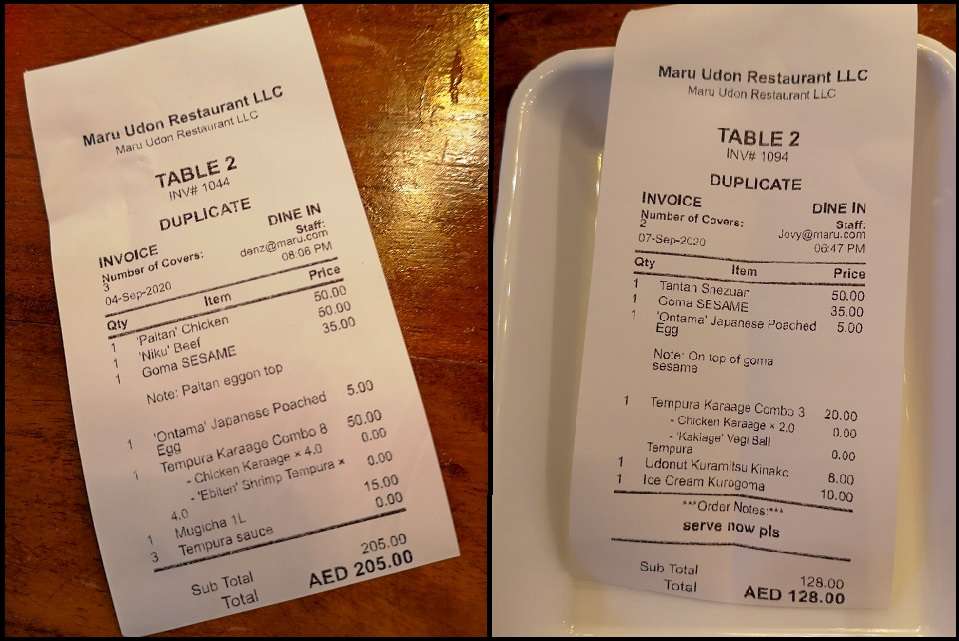 Maru Udon Restaurant LLC
Maru Udon Restaurant LLC
TABLE 2
INV# 1044
DUPLICATE
INVOICE DINE IN
Number of Covers: Staff:
3 denz@maru.com
04-Sep-2020 08:06 PM
Qty Item Price
1 'Paitan' Chicken 50.00
1 'Niku' Beef 50.00
1 Goma SESAME 35.00
Note: Paitan eggon top
1 'Ontama' Japanese Poached 5.00
Egg
Tempura Karaage Combo 8 50.00
- Chicken Karaage × 4.0 0.00
- 'Ebiten' Shrimp Tempura × 0.00
4.0
1 Mugicha 1L 15.00
3 Tempura sauce 0.00
Sub Total 205.00
Total AED 205.00
Maru Udon Restaurant LLC
Maru Udon Restaurant LLC
TABLE 2
INV# 1094
DUPLICATE
INVOICE DINE IN
Number of Covers: Staff:
2 Jovy@maru.com
07-Sep-2020 06:47 PM
Qty Item Price
1 Tantan Shezuan 50.00
1 Goma SESAME 35.00
1 'Ontama' Japanese Poached 5.00
Egg
Note: On top of goma
sesame
1 Tempura Karaage Combo 3 20.00
- Chicken Karaage × 2.0 0.00
- 'Kakiage' Vegi Ball
Tempura 0.00
1 Udonut Kuramitsu Kinako 8.00
1 Ice Cream Kurogoma 10.00
***Order Notes:***
serve now pls
Sub Total 128.00
Total AED 128.00